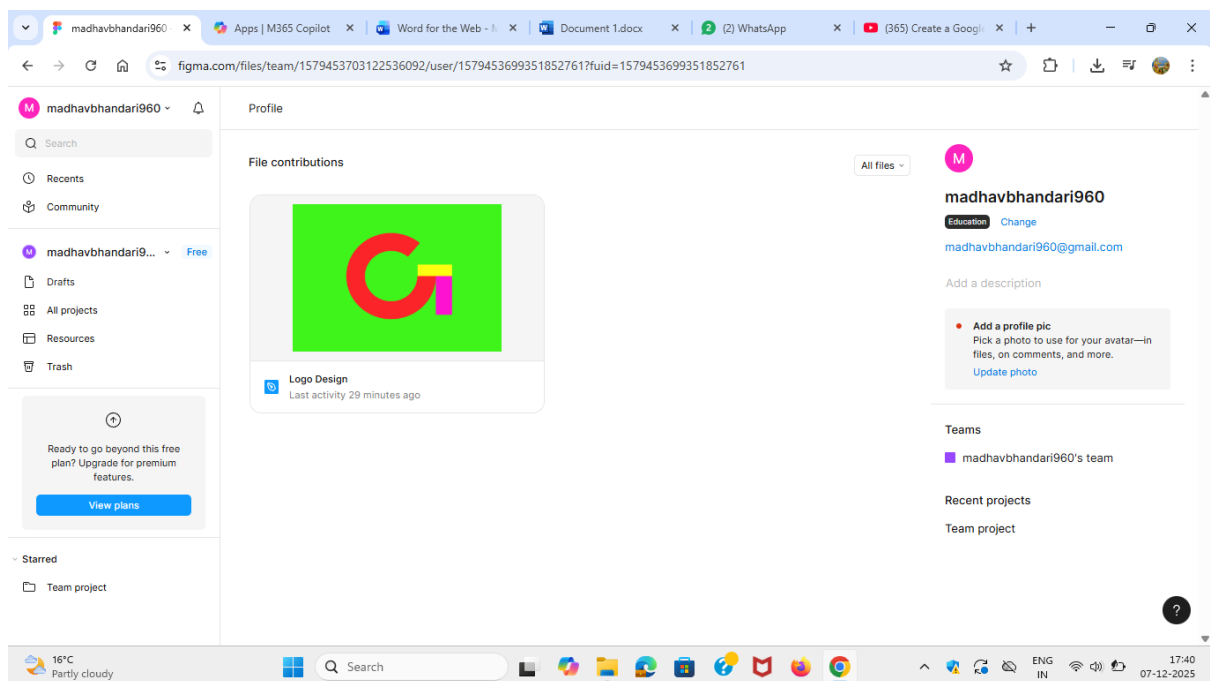 madhavbhandari960
Apps | M365 Copilot
Word for the Web - 
Document 1.docx
(2) WhatsApp
(365) Create a Google
figma.com/files/team/1579453703122536092/user/1579453699351852761?fuid=1579453699351852761
M madhavbhandari960
Search
Recents
Community
M madhavbhandari9... Free
Drafts
All projects
Resources
Trash
Ready to go beyond this free
plan? Upgrade for premium
features.
View plans
Starred
Team project
Profile
File contributions
All files
Logo Design
Last activity 29 minutes ago
M
madhavbhandari960
Education Change
madhavbhandari960@gmail.com
Add a description
Add a profile pic
Pick a photo to use for your avatar—in
files, on comments, and more.
Update photo
Teams
madhavbhandari960's team
Recent projects
Team project
?
16°C
Partly cloudy
Search
ENG
IN
17:40
07-12-2025